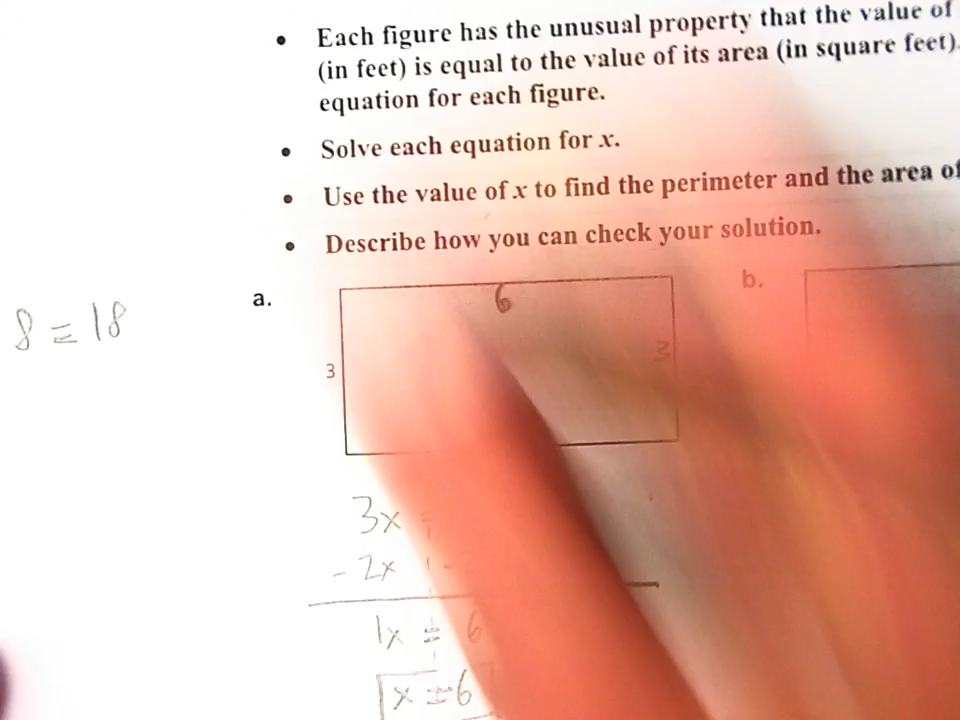 • Each figure has the unusual property that the value of
(in feet) is equal to the value of its area (in square feet).
equation for each figure.
• Solve each equation for x.
• Use the value of x to find the perimeter and the area of
• Describe how you can check your solution.
a.
6
b.
8 = 18
3
3
3x =
- 2x
1x = 6
x = 6